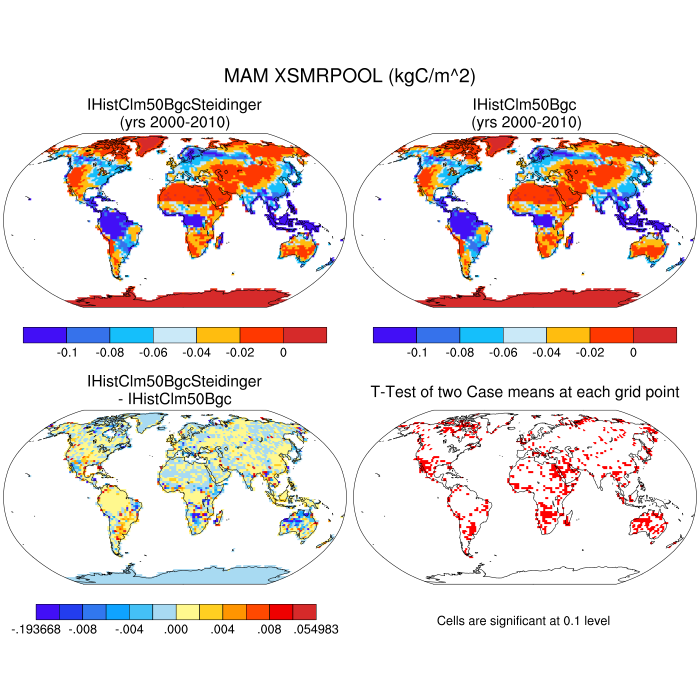 MAM XSMRPOOL (kgC/m^2)
IHistClm50BgcSteidinger
(yrs 2000-2010)
IHistClm50Bgc
(yrs 2000-2010)
-0.1 -0.08 -0.06 -0.04 -0.02 0
-0.1 -0.08 -0.06 -0.04 -0.02 0
IHistClm50BgcSteidinger
- IHistClm50Bgc
T-Test of two Case means at each grid point
-.193668 -.008 -.004 .000 .004 .008 .054983
Cells are significant at 0.1 level